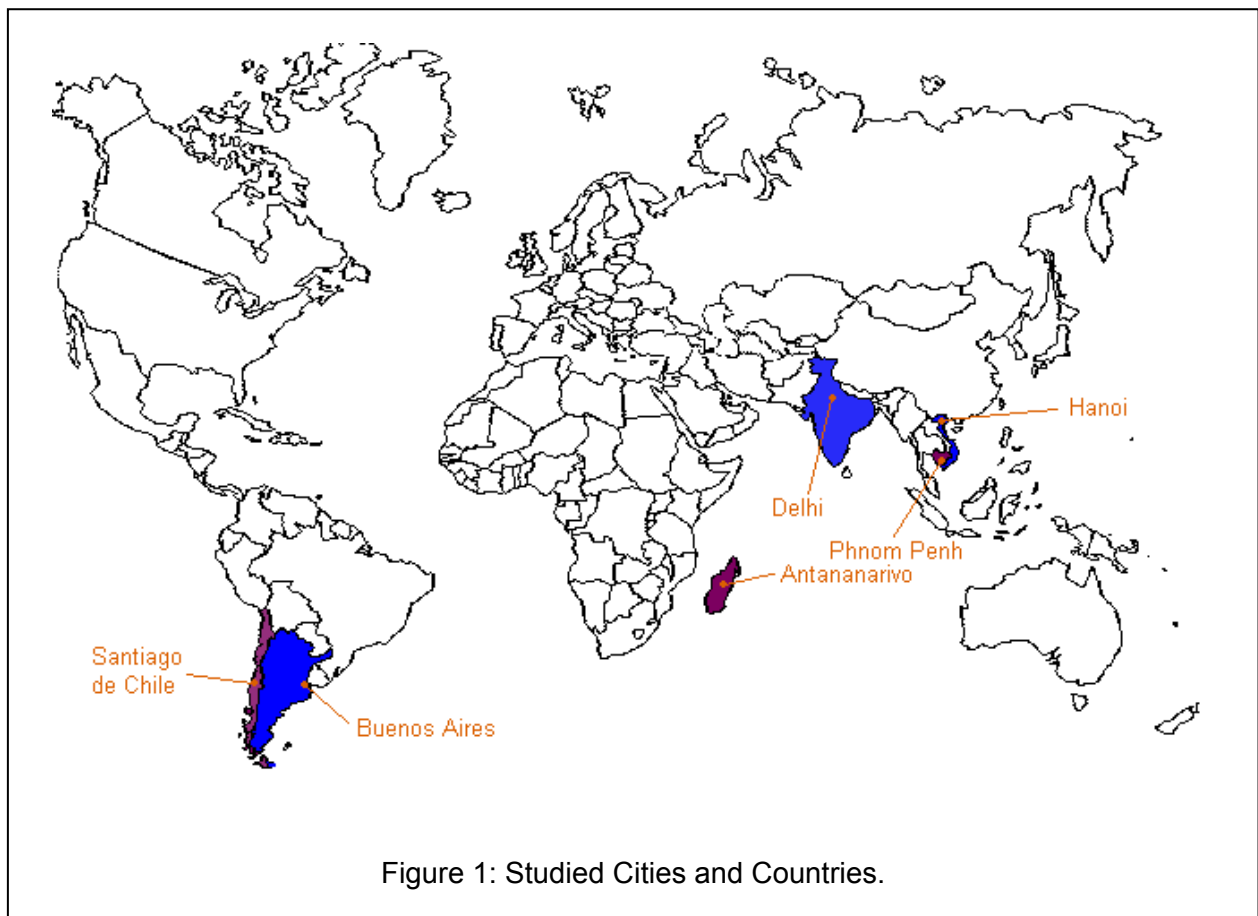 Hanoi
Delhi
Phnom Penh
Antananarivo
Santiago
de Chile
Buenos Aires
Figure 1: Studied Cities and Countries.